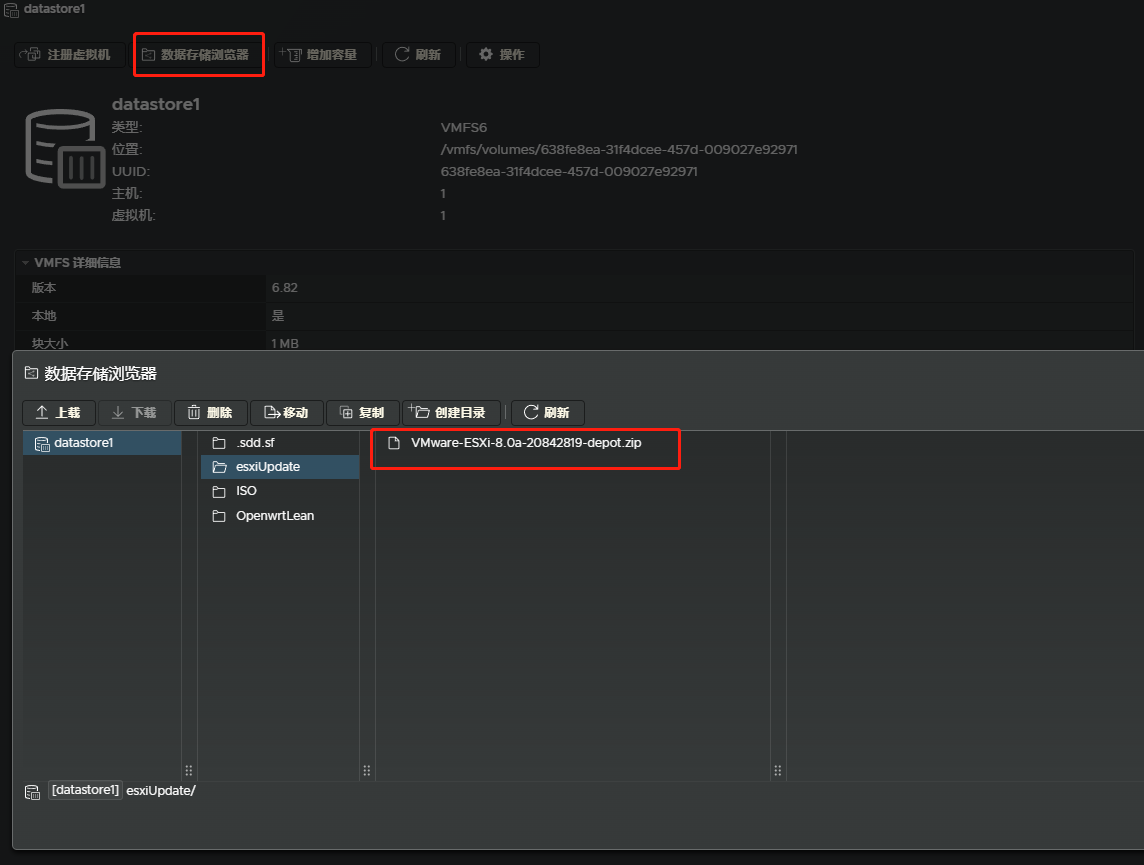 datastore1
注册虚拟机 数据存储浏览器 增加容量 刷新 操作
datastore1
类型: VMFS6
位置: /vmfs/volumes/638fe8ea-31f4dcee-457d-009027e92971
UUID: 638fe8ea-31f4dcee-457d-009027e92971
主机: 1
虚拟机: 1
VMFS 详细信息
版本 6.82
本地 是
块大小 1 MB
数据存储浏览器
上载 下载 删除 移动 复制 创建目录 刷新
datastore1 .sdd.sf VMware-ESXi-8.0a-20842819-depot.zip
esxiUpdate
ISO
OpenwrtLean
[datastore1] esxiUpdate/